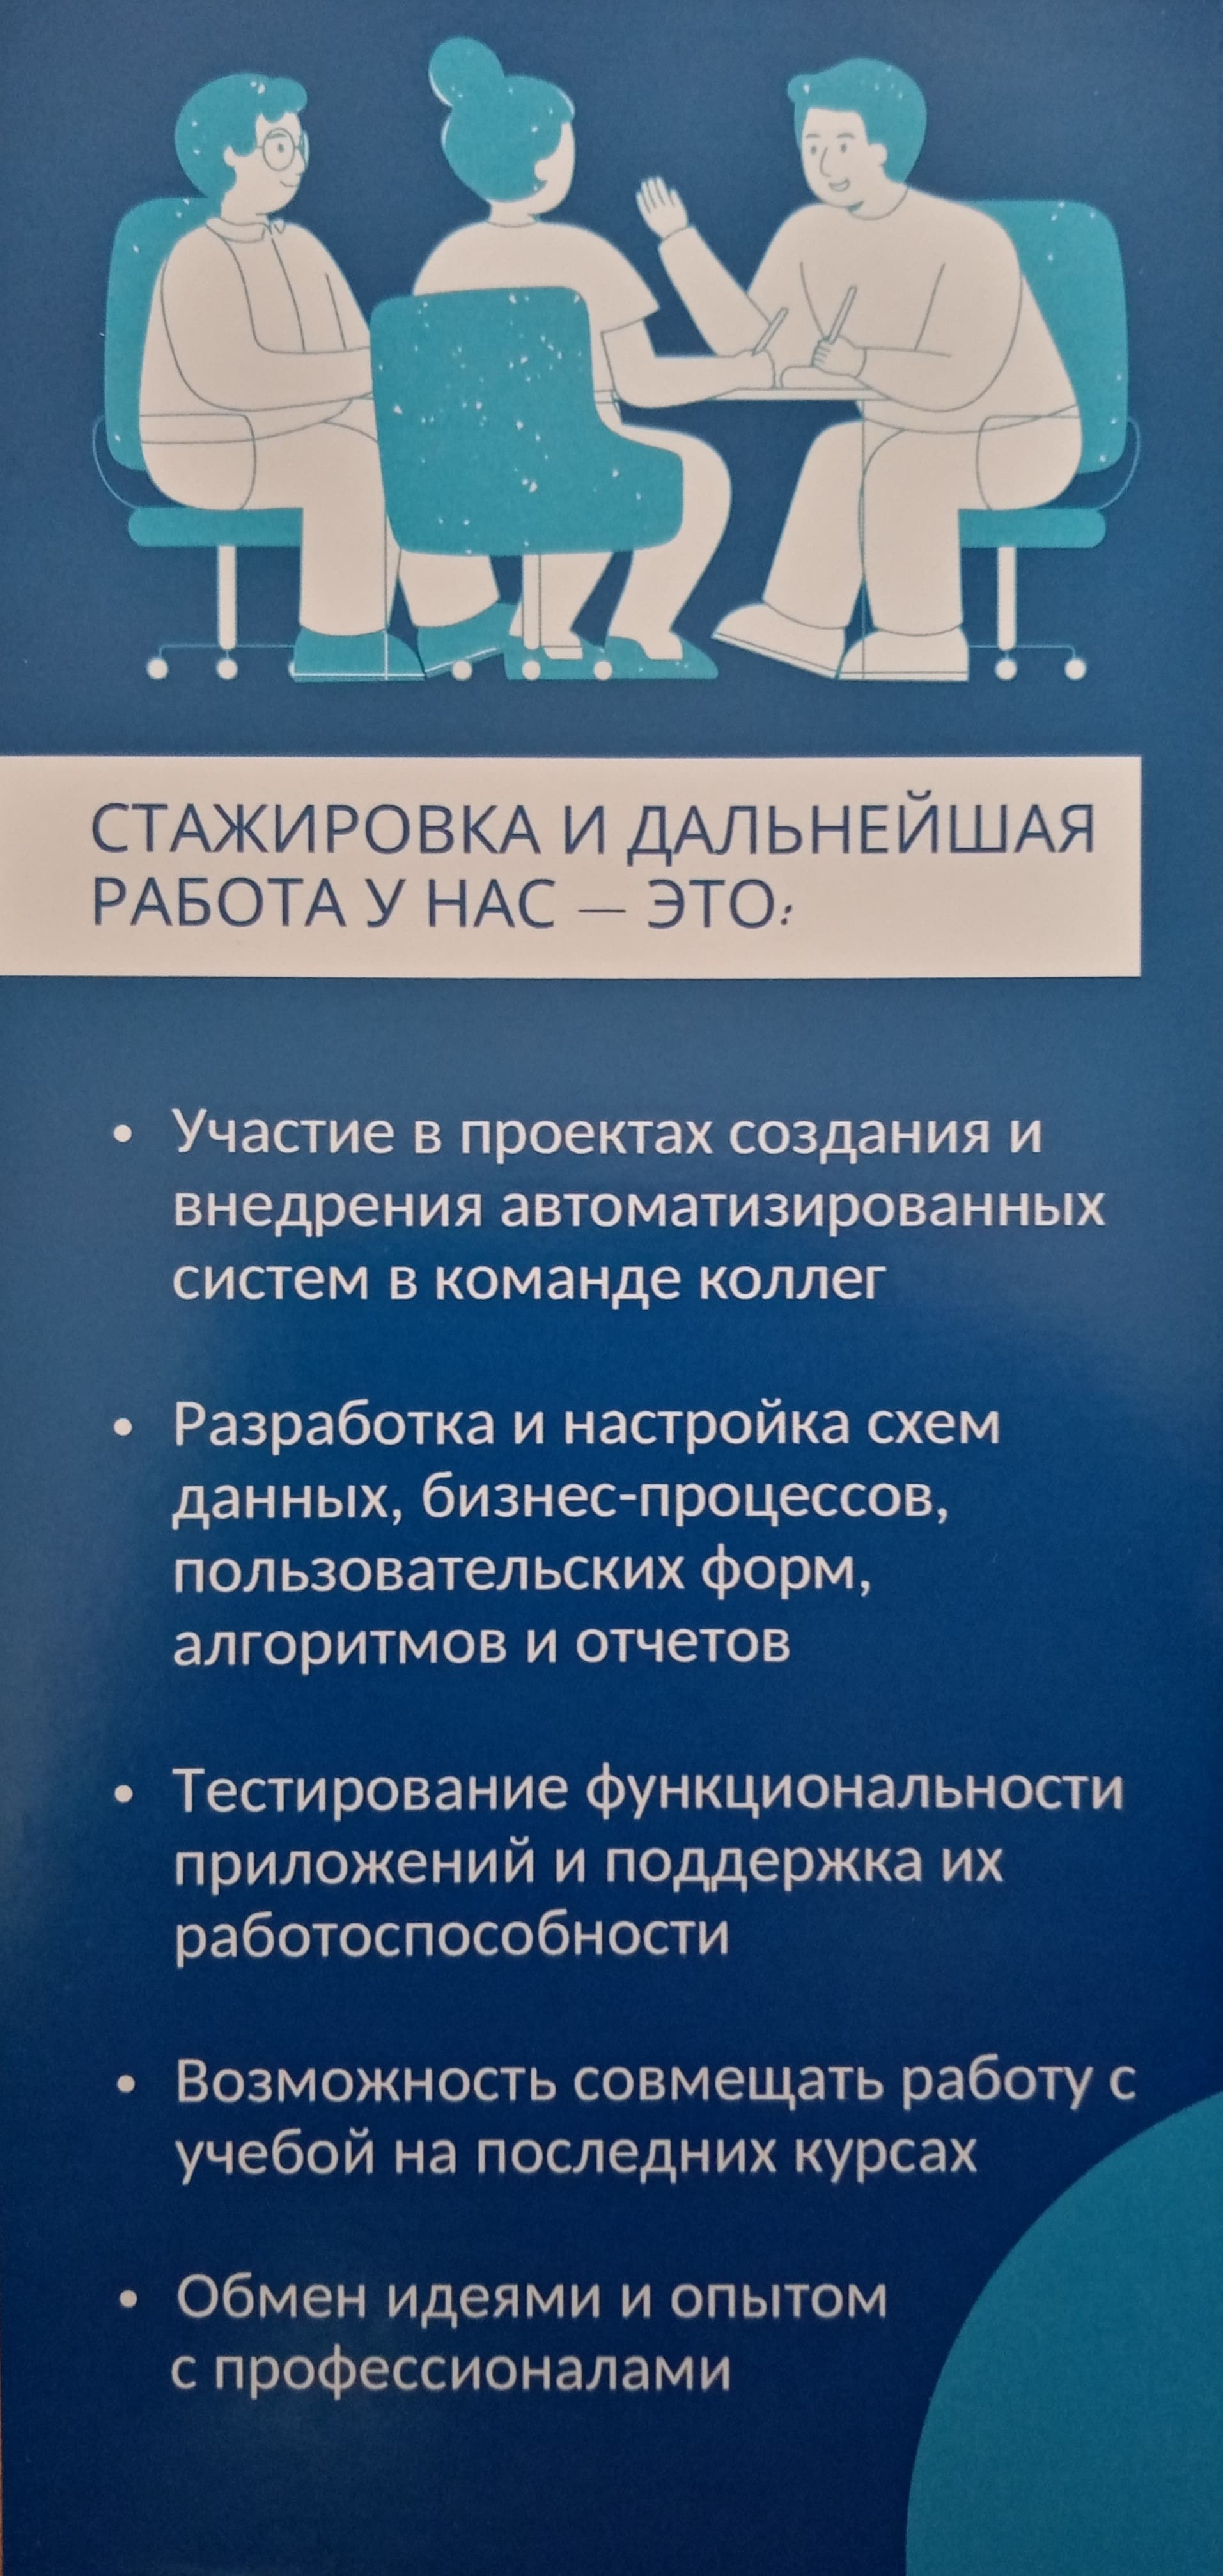 СТАЖИРОВКА И ДАЛЬНЕЙШАЯ
РАБОТА У НАС — ЭТО:
• Участие в проектах создания и
внедрения автоматизированных
систем в команде коллег
• Разработка и настройка схем
данных, бизнес-процессов,
пользовательских форм,
алгоритмов и отчетов
• Тестирование функциональности
приложений и поддержка их
работоспособности
• Возможность совмещать работу с
учебой на последних курсах
• Обмен идеями и опытом
с профессионалами